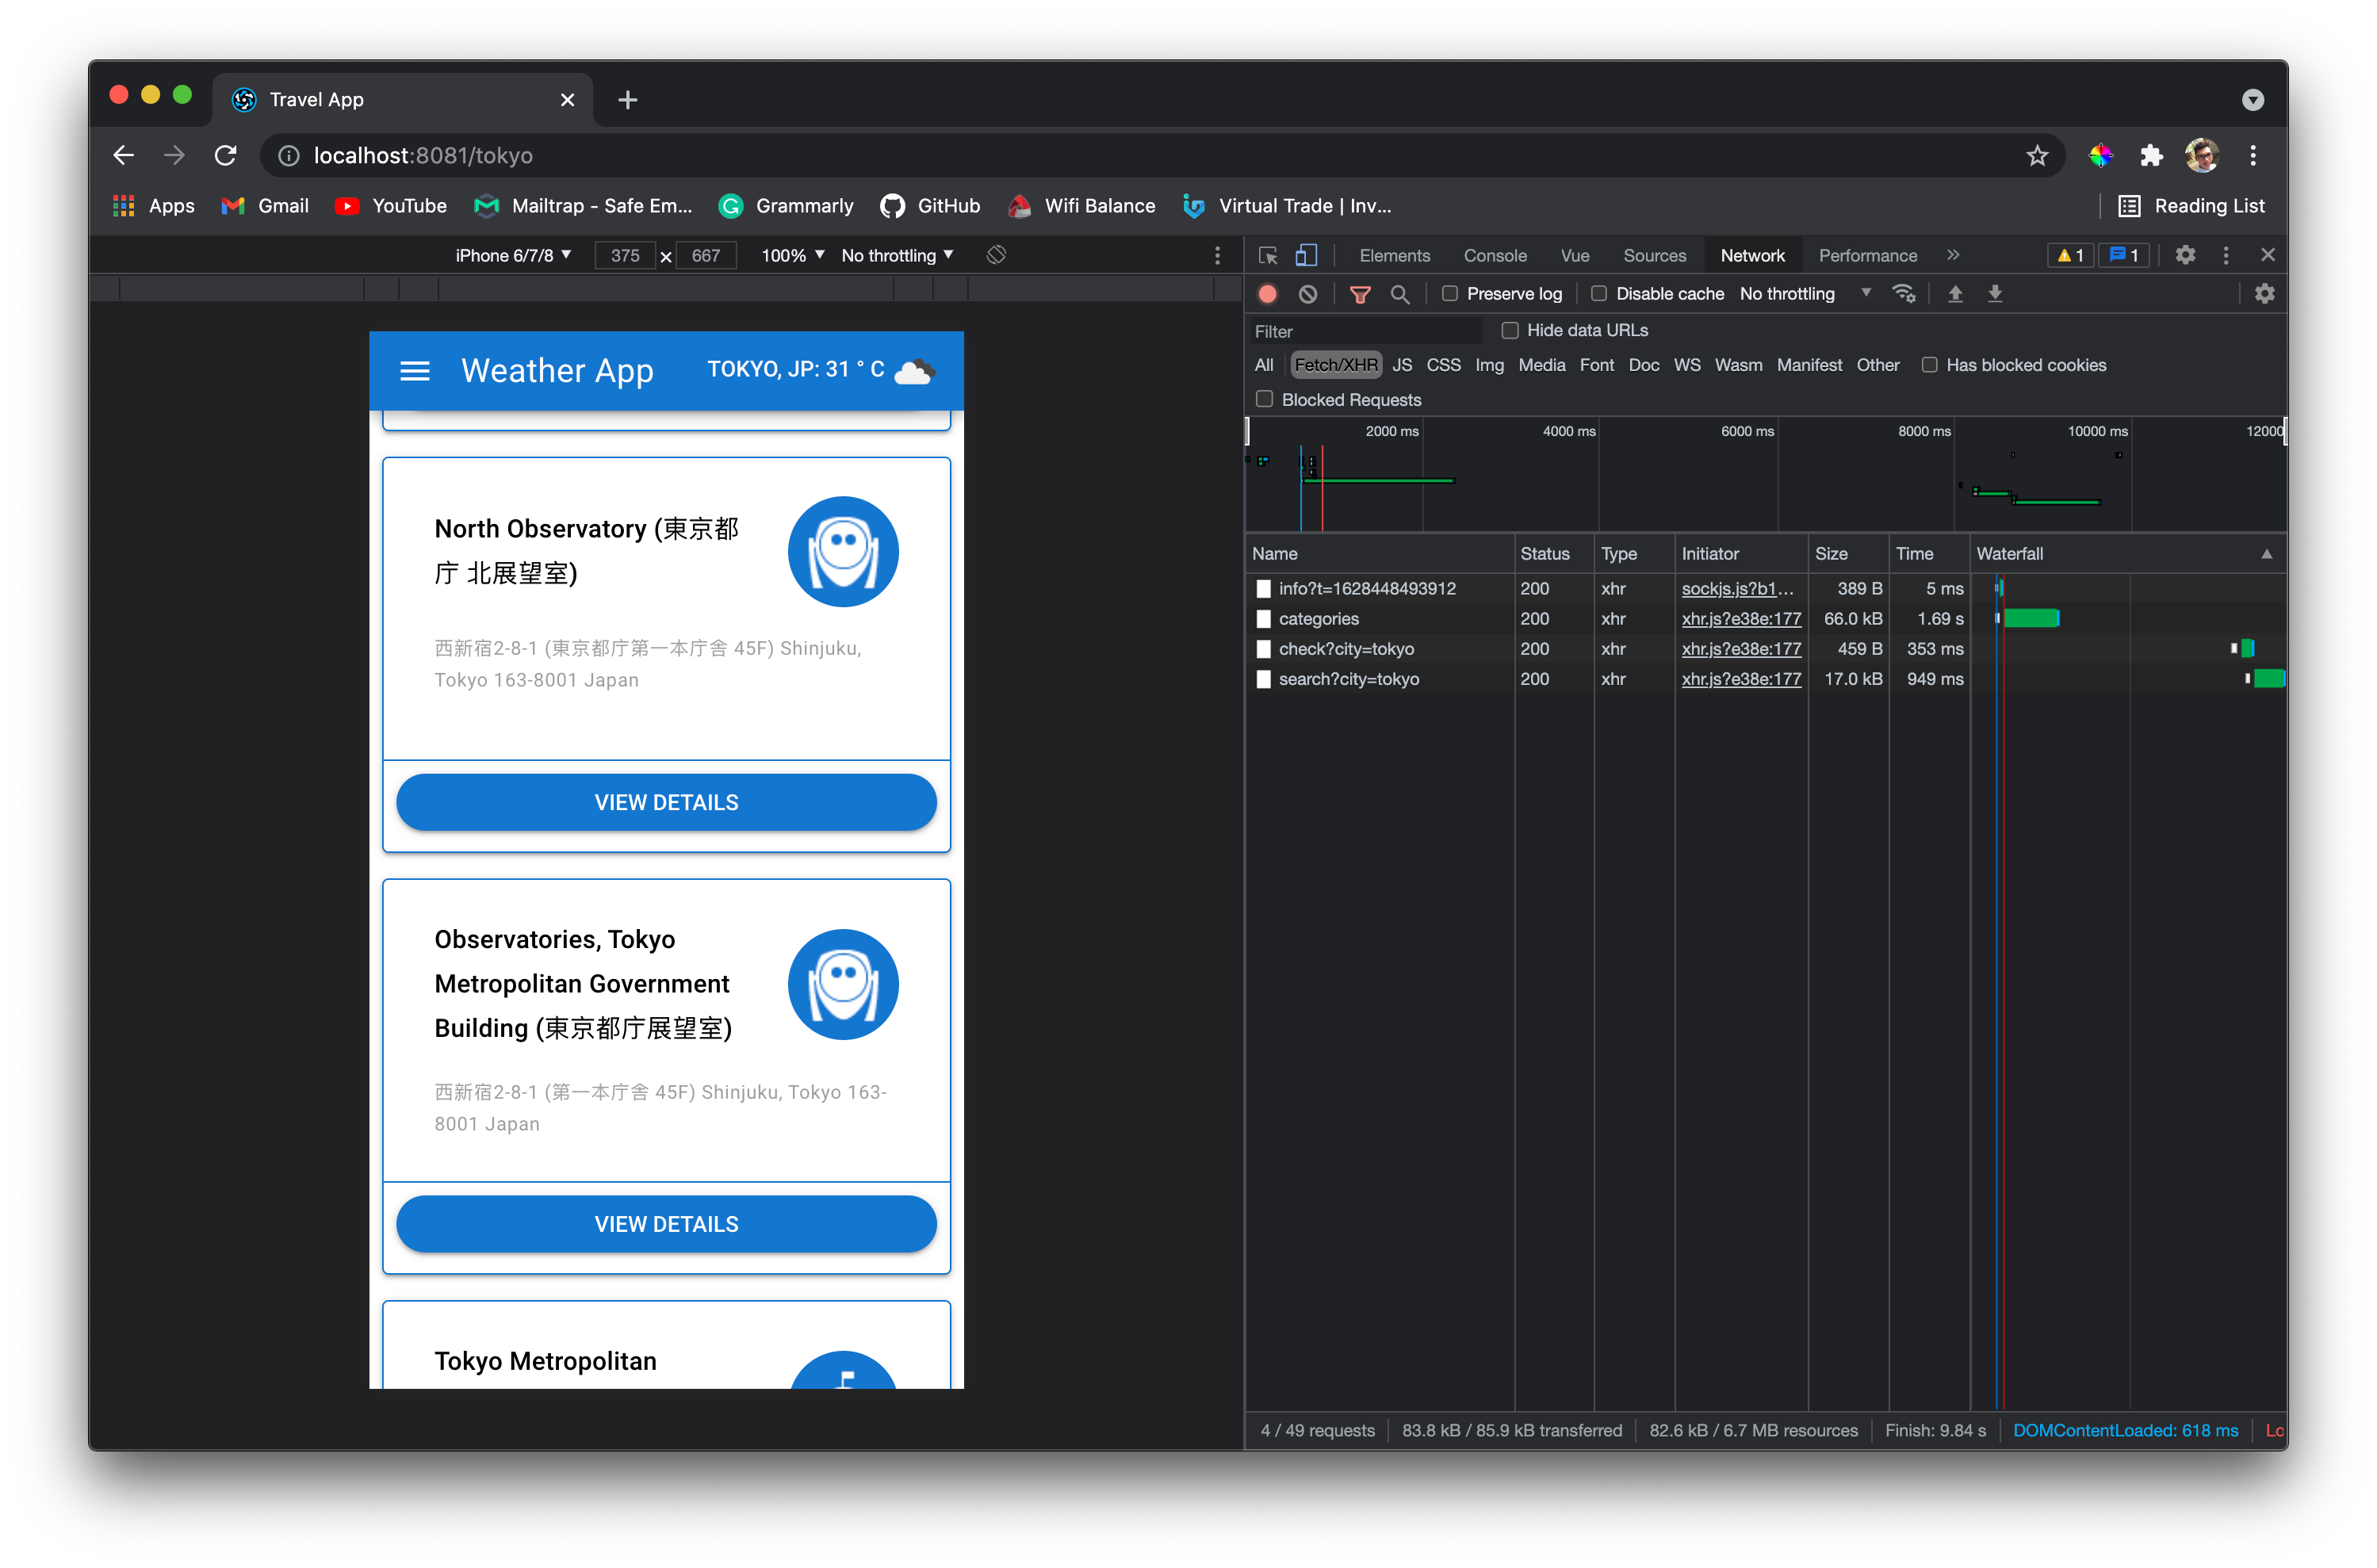 Travel App
localhost:8081/tokyo
Apps Gmail YouTube Mailtrap - Safe Em... Grammarly GitHub Wifi Balance Virtual Trade | Inv... Reading List
iPhone 6/7/8 375 × 667 100% No throttling
Weather App TOKYO, JP: 31 ° C
North Observatory (東京都
庁 北展望室)
西新宿2-8-1 (東京都庁第一本庁舎 45F) Shinjuku,
Tokyo 163-8001 Japan
VIEW DETAILS
Observatories, Tokyo
Metropolitan Government
Building (東京都庁展望室)
西新宿2-8-1 (第一本庁舎 45F) Shinjuku, Tokyo 163-
8001 Japan
VIEW DETAILS
Tokyo Metropolitan
Elements Console Vue Sources Network Performance 1 1
Preserve log Disable cache No throttling
Filter Hide data URLs
All Fetch/XHR JS CSS Img Media Font Doc WS Wasm Manifest Other Has blocked cookies
Blocked Requests
2000 ms 4000 ms 6000 ms 8000 ms 10000 ms 12000
Name Status Type Initiator Size Time Waterfall
info?t=1628448493912 200 xhr sockjs.js?b1... 389 B 5 ms
categories 200 xhr xhr.js?e38e:177 66.0 kB 1.69 s
check?city=tokyo 200 xhr xhr.js?e38e:177 459 B 353 ms
search?city=tokyo 200 xhr xhr.js?e38e:177 17.0 kB 949 ms
4 / 49 requests 83.8 kB / 85.9 kB transferred 82.6 kB / 6.7 MB resources Finish: 9.84 s DOMContentLoaded: 618 ms Lo